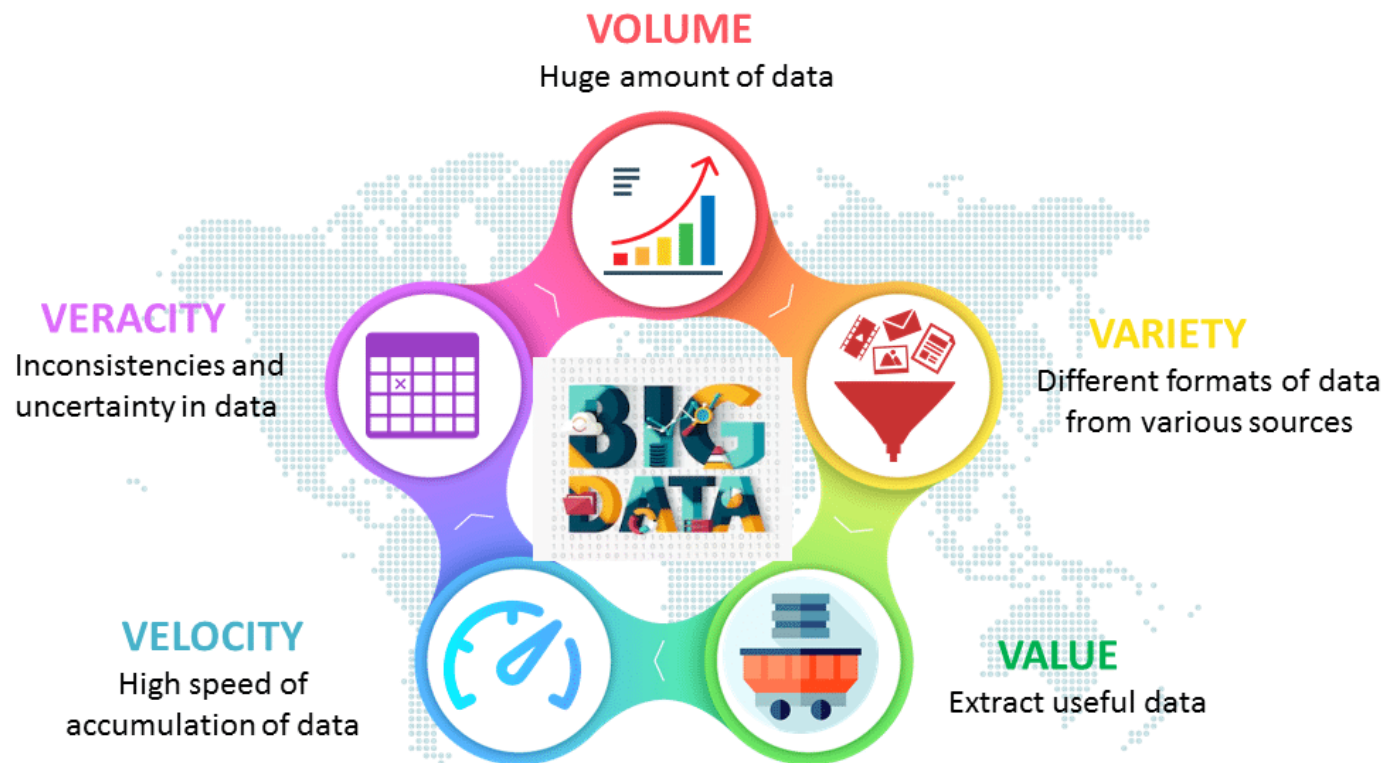 VOLUME
Huge amount of data
VERACITY
Inconsistencies and
uncertainty in data
VARIETY
Different formats of data
from various sources
BIG
DATA
VELOCITY
High speed of
accumulation of data
VALUE
Extract useful data